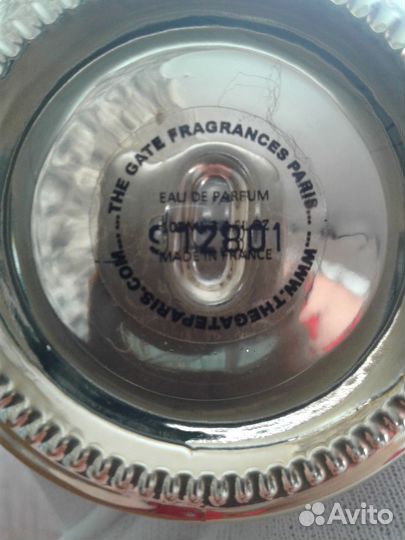 ... THE GATE FRAGRANCES PARIS ...
WWW.THEGATEPARIS.COM ...
EAU DE PARFUM
912801
MADE IN FRANCE
Avito